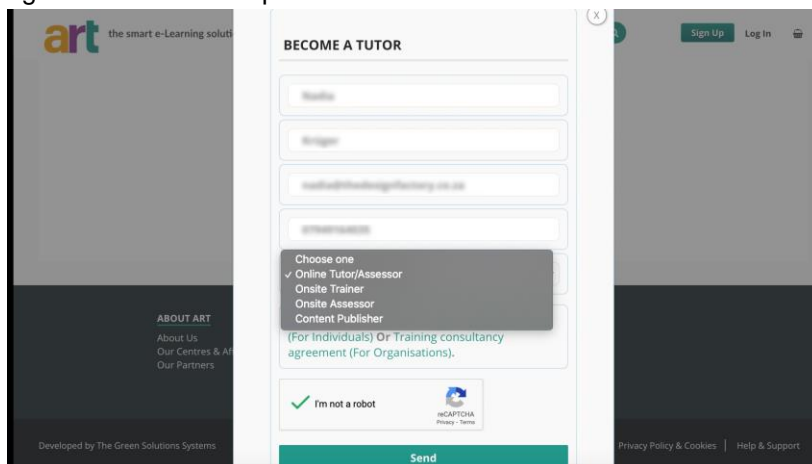 art the smart e-Learning soluti
(x)
Sign Up Log In
BECOME A TUTOR
Choose one
✓ Online Tutor/Assessor
Onsite Trainer
Onsite Assessor
Content Publisher
(For Individuals) Or Training consultancy
agreement (For Organisations).
ABOUT ART
About Us
Our Centres & Af
Our Partners
I'm not a robot
reCAPTCHA
Privacy - Terms
Send
Developed by The Green Solutions Systems
Privacy Policy & Cookies | Help & Support